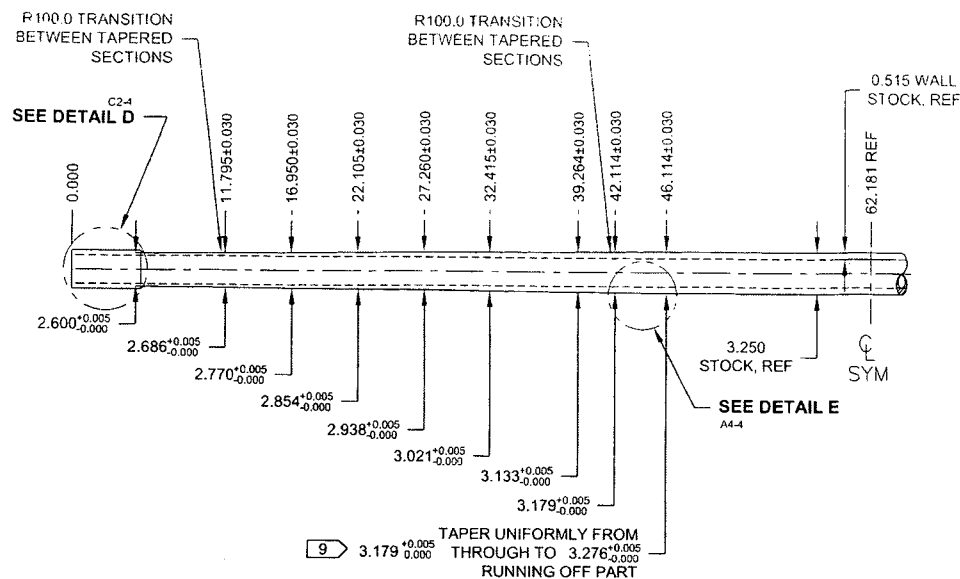 R100.0 TRANSITION
BETWEEN TAPERED
SECTIONS
R100.0 TRANSITION
BETWEEN TAPERED
SECTIONS
0.515 WALL
STOCK, REF
C2-4
SEE DETAIL D
0.000
11.795±0.030
16.950±0.030
22.105±0.030
27.260±0.030
32.415±0.030
39.264±0.030
42.114±0.030
46.114±0.030
62.181 REF
2.600+0.005
-0.000
2.686+0.005
-0.000
2.770+0.005
-0.000
2.854+0.005
-0.000
2.938+0.005
-0.000
3.021+0.005
-0.000
3.133+0.005
-0.000
3.179+0.005
-0.000
3.250
STOCK, REF
℄
SYM
SEE DETAIL E
A4-4
TAPER UNIFORMLY FROM
9 3.179+0.005 0.000 THROUGH TO 3.276+0.005 -0.000
RUNNING OFF PART